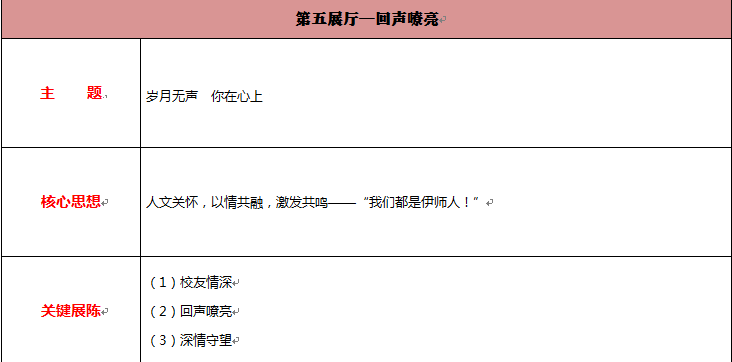 第五展厅—回声嘹亮
主 题
岁月无声 你在心上
核心思想
人文关怀，以情共融，激发共鸣——“我们都是伊师人！”
关键展陈
（1）校友情深
（2）回声嘹亮
（3）深情守望